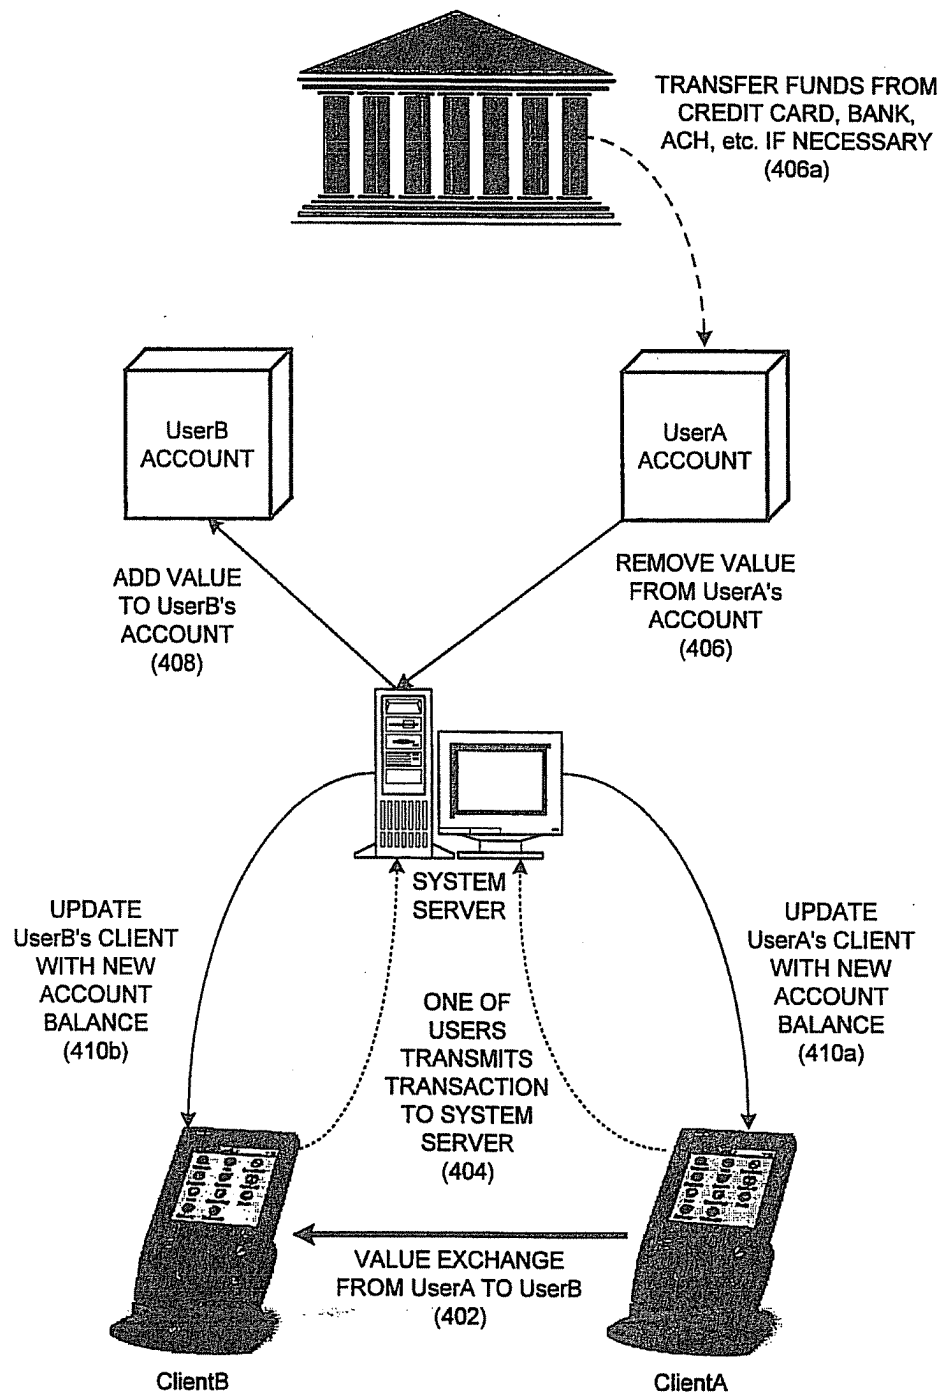 TRANSFER FUNDS FROM
CREDIT CARD, BANK,
ACH, etc. IF NECESSARY
(406a)
UserB
ACCOUNT
UserA
ACCOUNT
ADD VALUE
TO UserB's
ACCOUNT
(408)
REMOVE VALUE
FROM UserA's
ACCOUNT
(406)
SYSTEM
SERVER
UPDATE
UserB's CLIENT
WITH NEW
ACCOUNT
BALANCE
(410b)
ONE OF
USERS
TRANSMITS
TRANSACTION
TO SYSTEM
SERVER
(404)
UPDATE
UserA's CLIENT
WITH NEW
ACCOUNT
BALANCE
(410a)
VALUE EXCHANGE
FROM UserA TO UserB
(402)
ClientB
ClientA